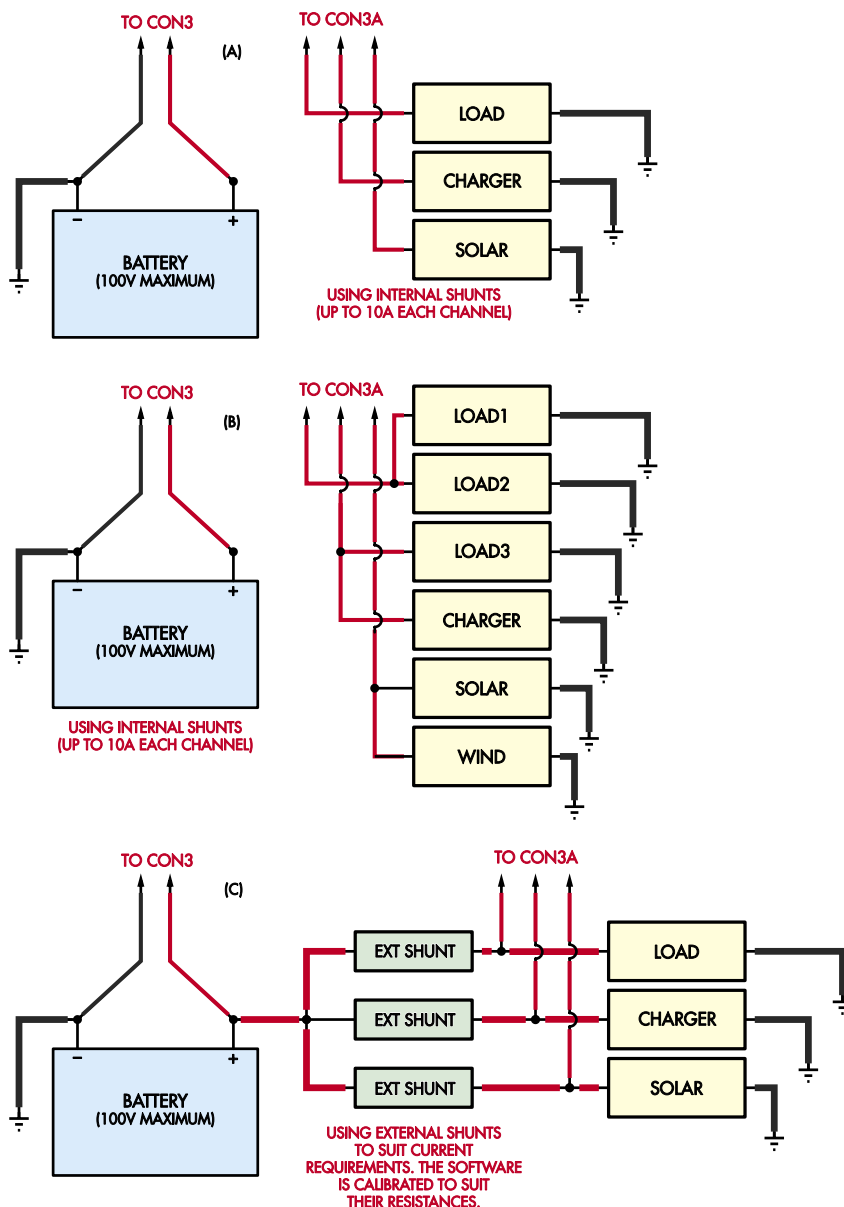 TO CON3
(A)
TO CON3A
LOAD
CHARGER
SOLAR
–
+
BATTERY
(100V MAXIMUM)
USING INTERNAL SHUNTS
(UP TO 10A EACH CHANNEL)
TO CON3
(B)
TO CON3A
LOAD1
LOAD2
LOAD3
CHARGER
SOLAR
WIND
–
+
BATTERY
(100V MAXIMUM)
USING INTERNAL SHUNTS
(UP TO 10A EACH CHANNEL)
TO CON3
(C)
TO CON3A
EXT SHUNT
LOAD
EXT SHUNT
CHARGER
EXT SHUNT
SOLAR
–
+
BATTERY
(100V MAXIMUM)
USING EXTERNAL SHUNTS
TO SUIT CURRENT
REQUIREMENTS. THE SOFTWARE
IS CALIBRATED TO SUIT
THEIR RESISTANCES.